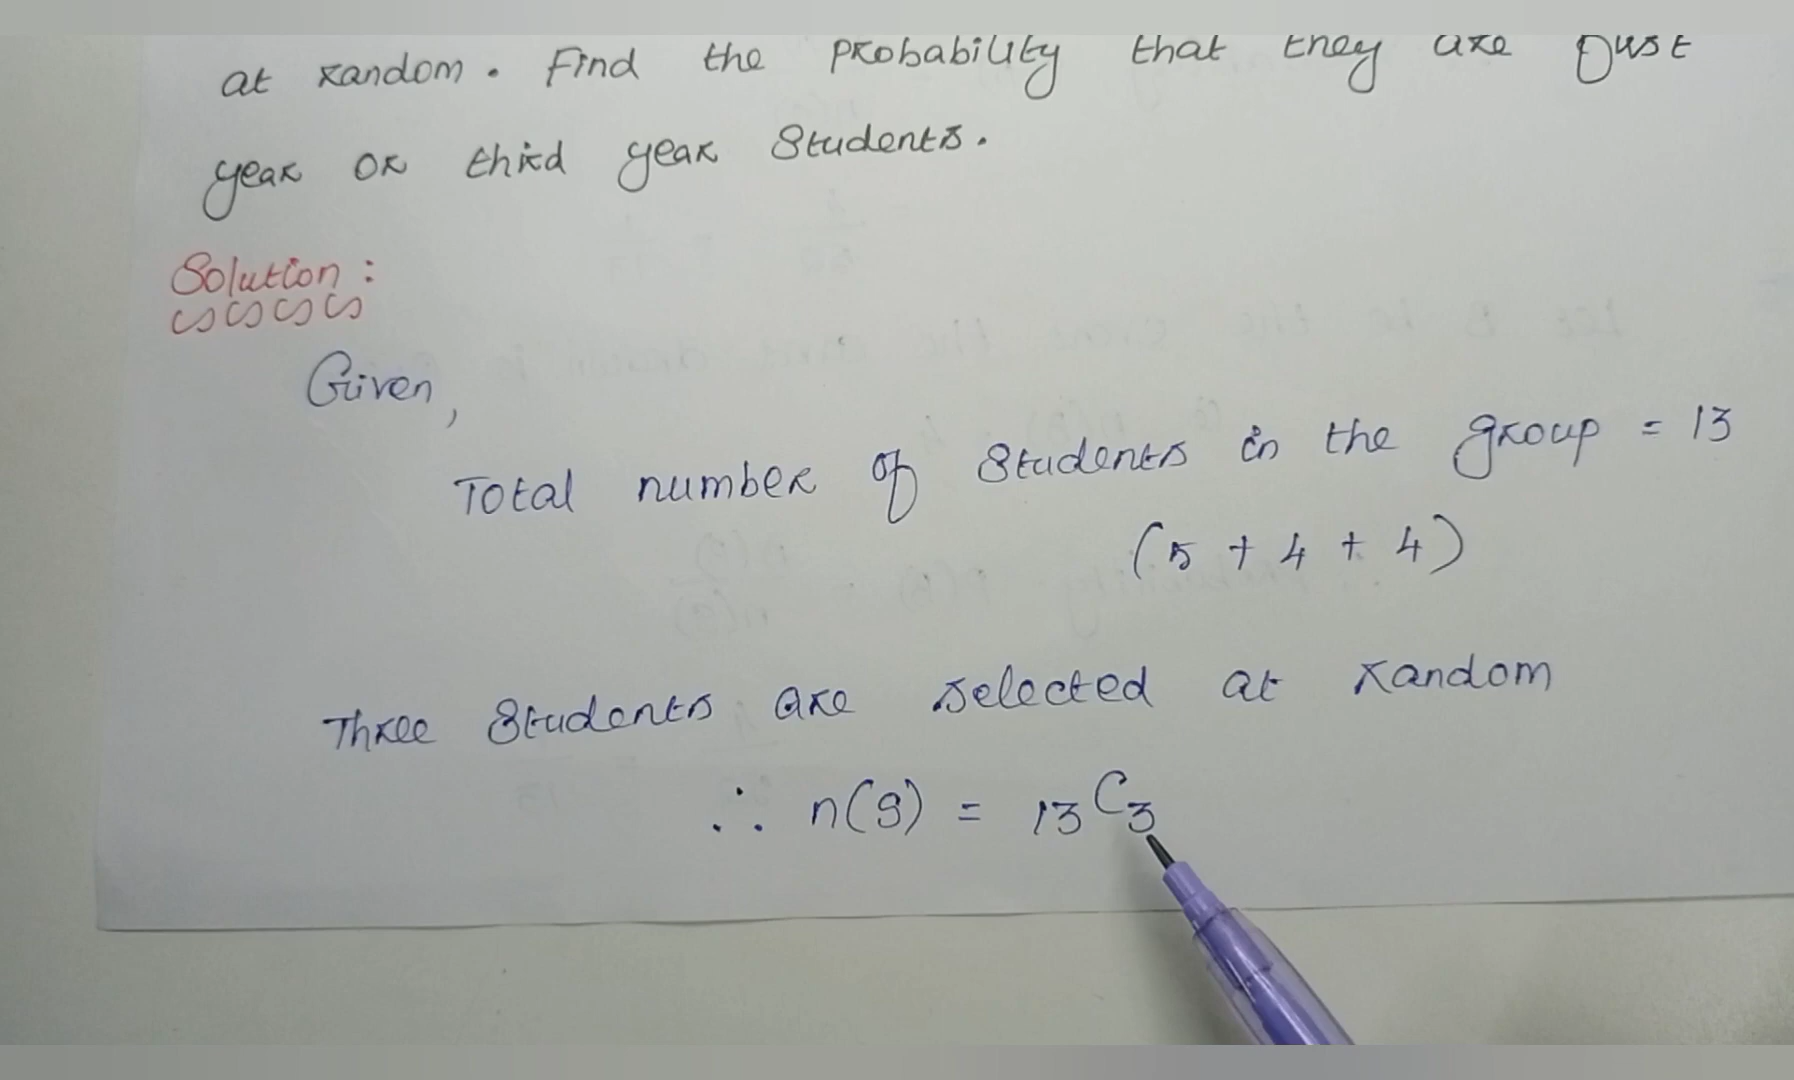 at random. Find the probability that they are first
year or third year students.
Solution:
Given,
Total number of students in the group = 13
(5 + 4 + 4)
Three students are selected at random
∴ n(S) = 13C3